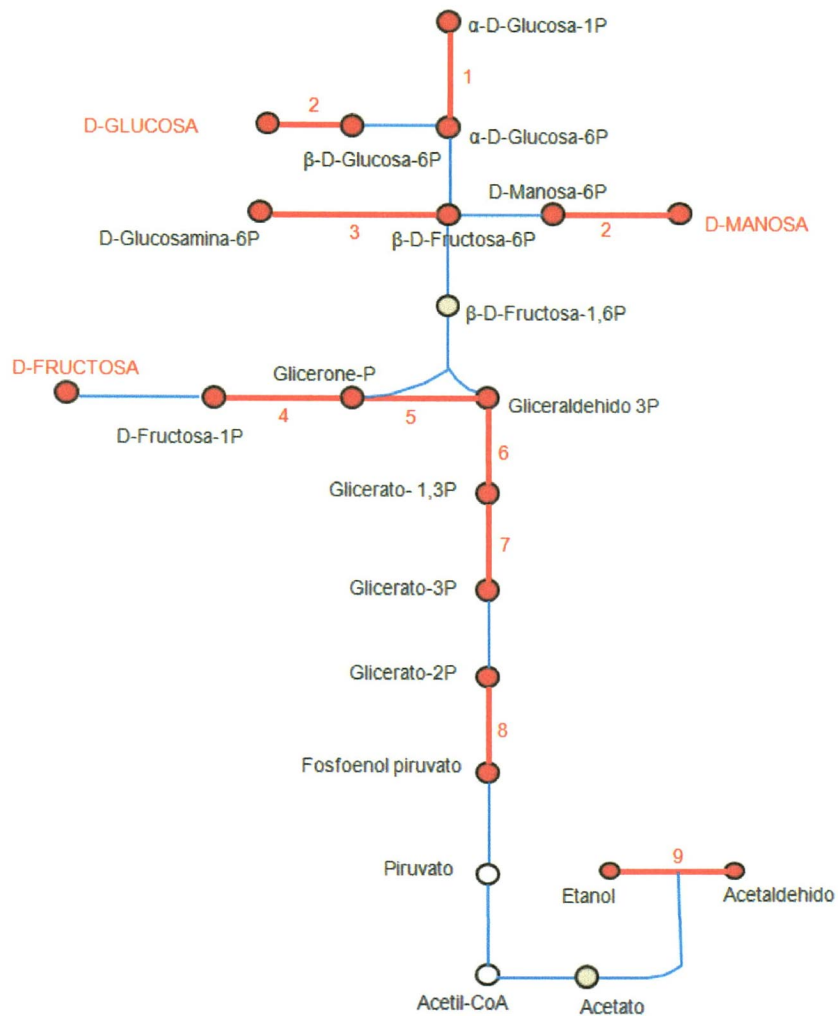 α-D-Glucosa-1P
1
2
D-GLUCOSA
α-D-Glucosa-6P
β-D-Glucosa-6P
D-Manosa-6P
D-Glucosamina-6P
3
β-D-Fructosa-6P
2
D-MANOSA
β-D-Fructosa-1,6P
D-FRUCTOSA
Glicerone-P
4
5
Gliceraldehido 3P
D-Fructosa-1P
6
Glicerato- 1,3P
7
Glicerato-3P
Glicerato-2P
8
Fosfoenol piruvato
Piruvato
9
Etanol
Acetaldehido
Acetil-CoA
Acetato